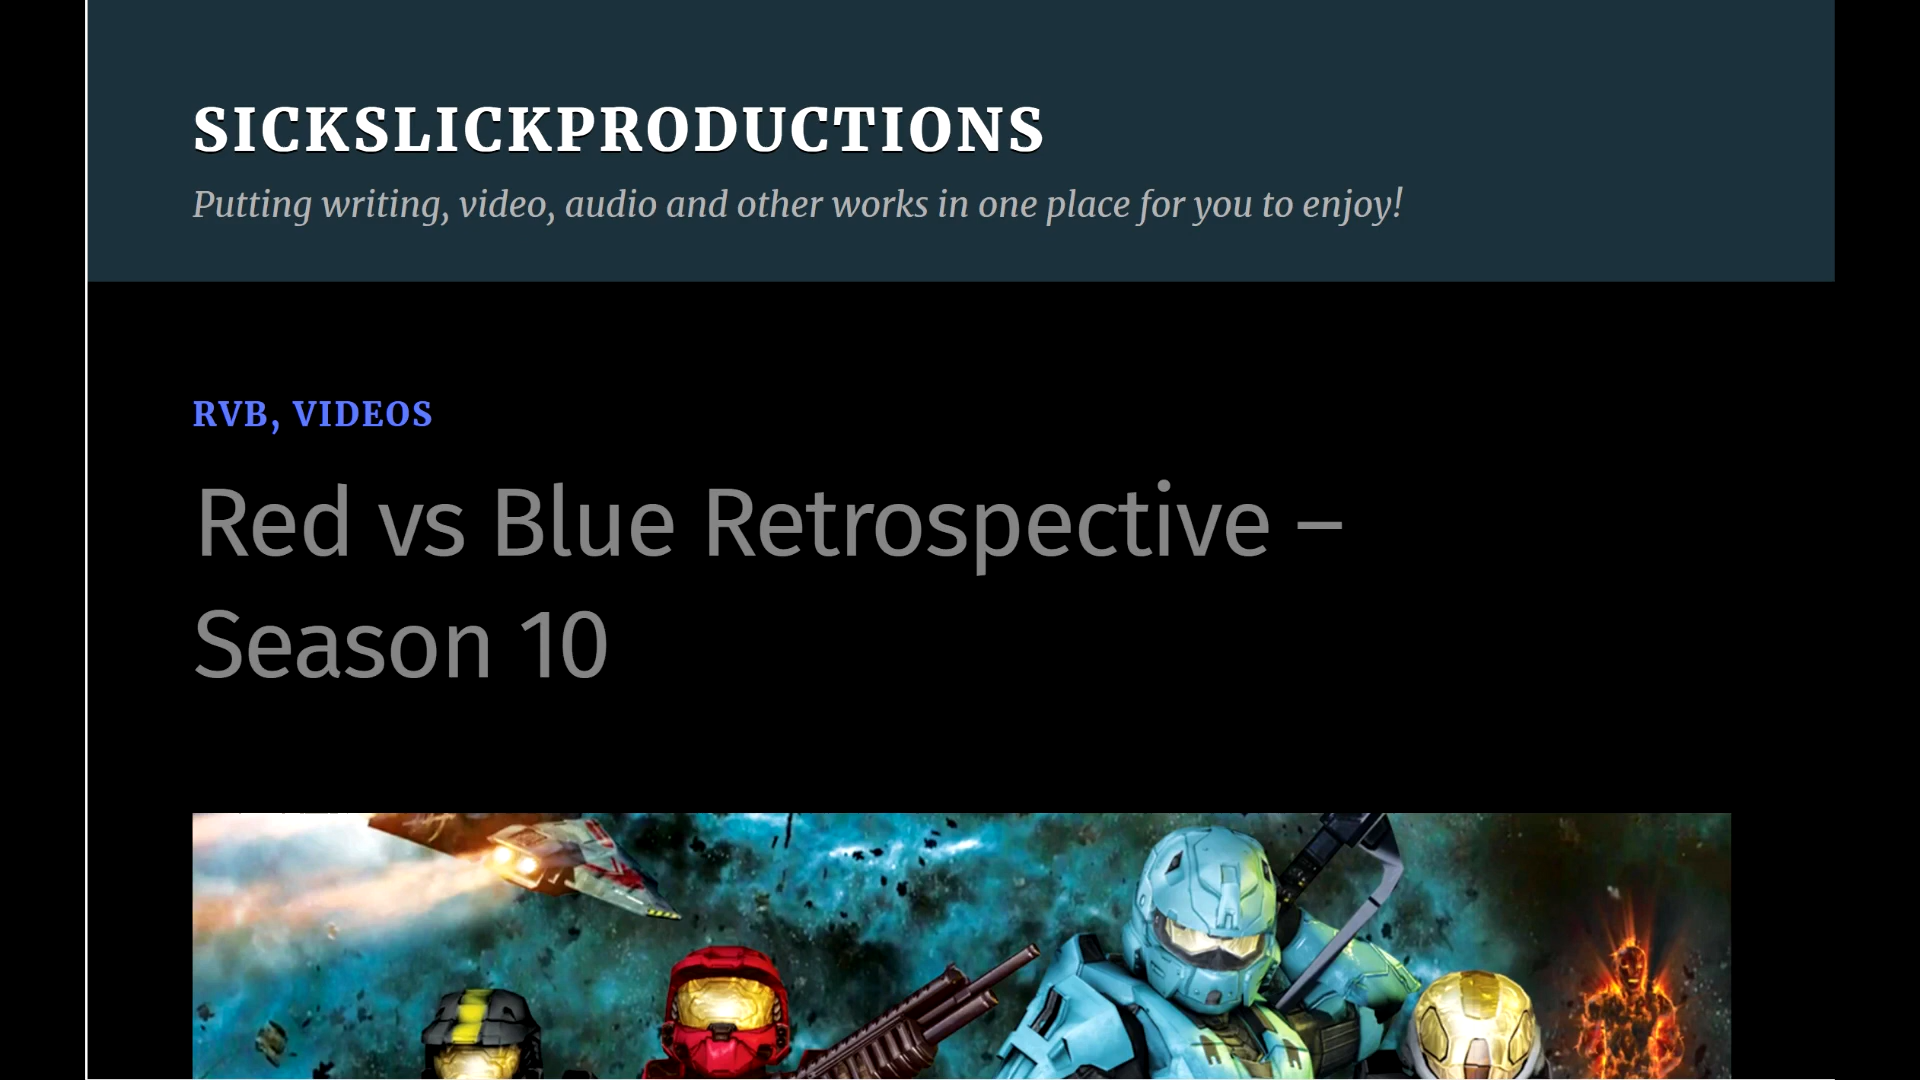 SICKSLICKPRODUCTIONS
Putting writing, video, audio and other works in one place for you to enjoy!
RVB, VIDEOS
Red vs Blue Retrospective –
Season 10